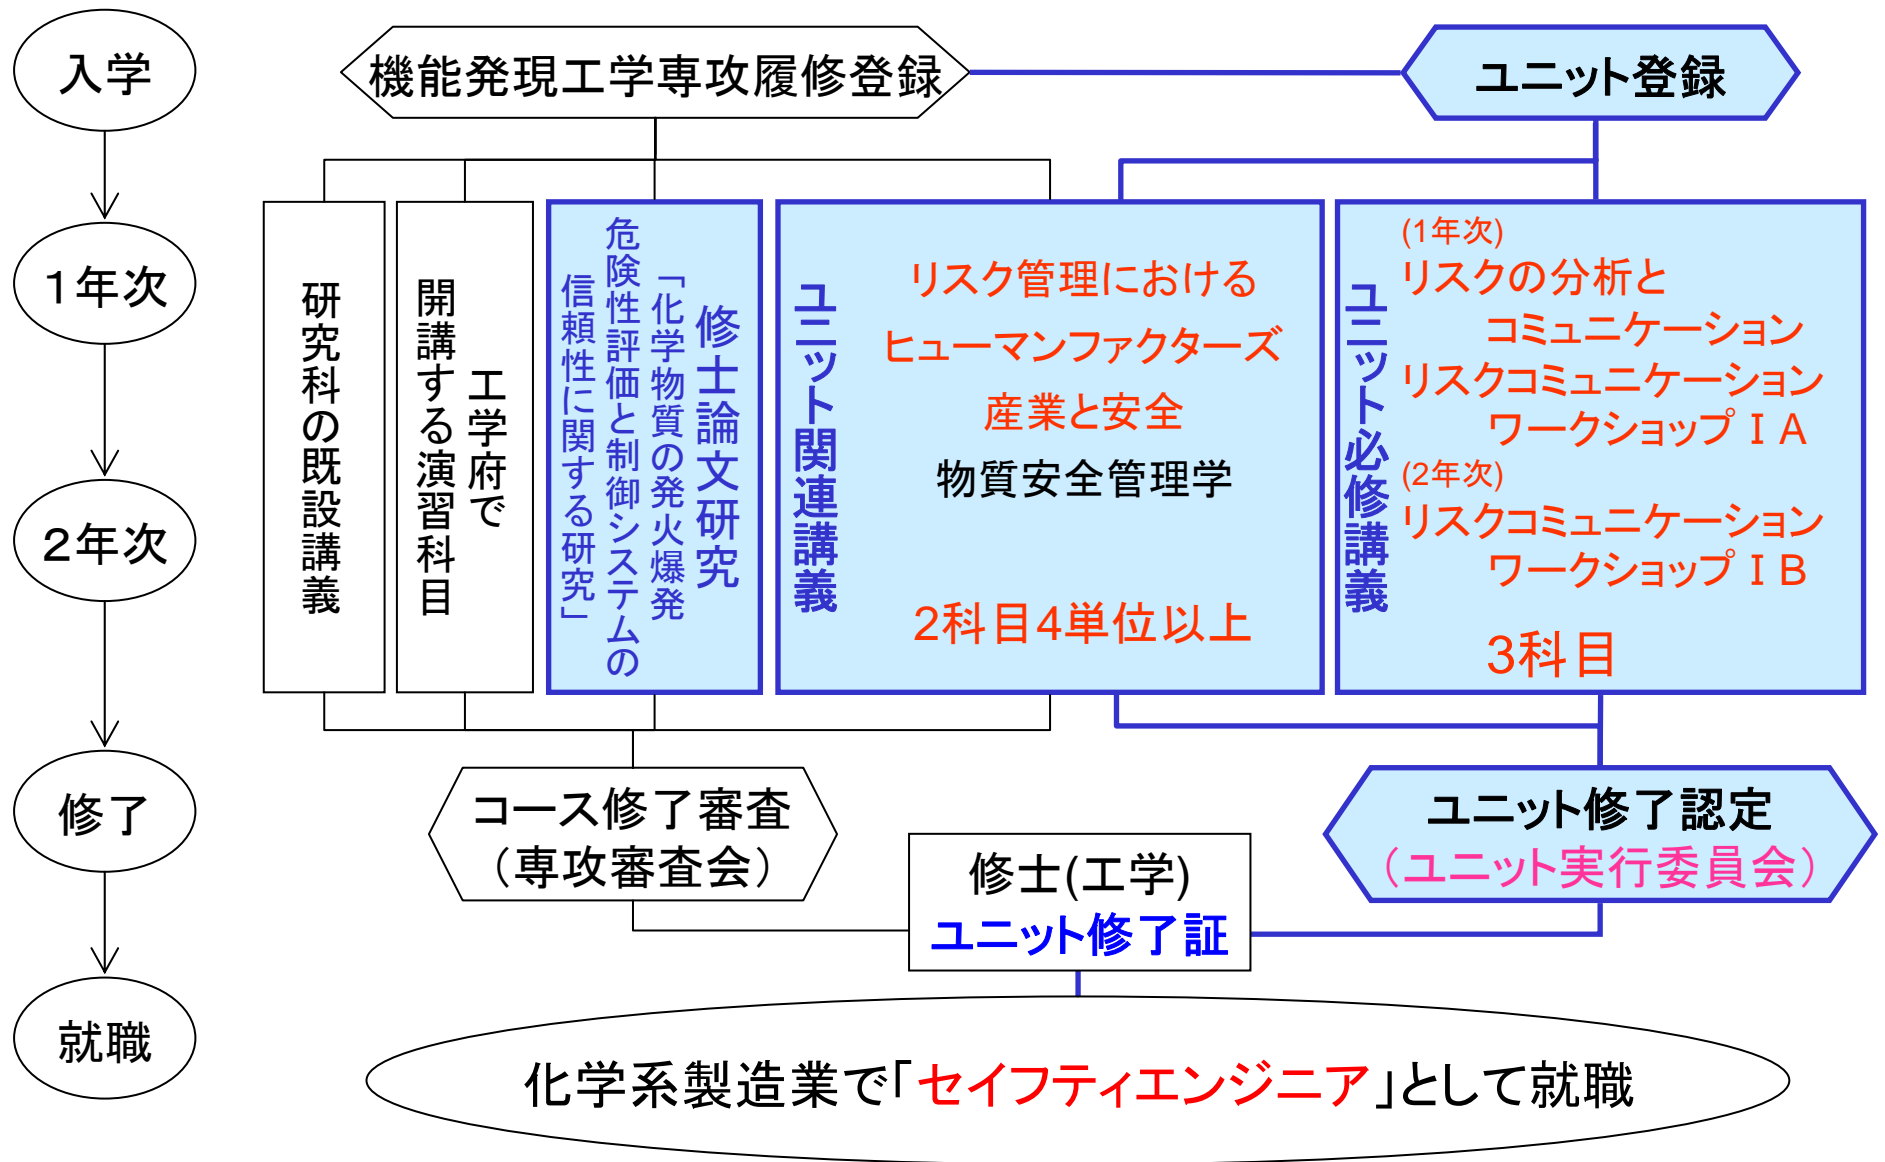 入学
1年次
2年次
修了
就職
機能発現工学専攻履修登録
ユニット登録
研究科の既設講義
工学府で
開講する演習科目
修士論文研究
「化学物質の発火爆発
危険性評価と制御システムの
信頼性に関する研究」
ユニット関連講義
リスク管理における
ヒューマンファクターズ
産業と安全
物質安全管理学
2科目4単位以上
ユニット必修講義
(1年次)
リスクの分析と
コミュニケーション
リスクコミュニケーション
ワークショップⅠA
(2年次)
リスクコミュニケーション
ワークショップⅠB
3科目
コース修了審査
（専攻審査会）
ユニット修了認定
（ユニット実行委員会）
修士(工学)
ユニット修了証
化学系製造業で「セイフティエンジニア」として就職